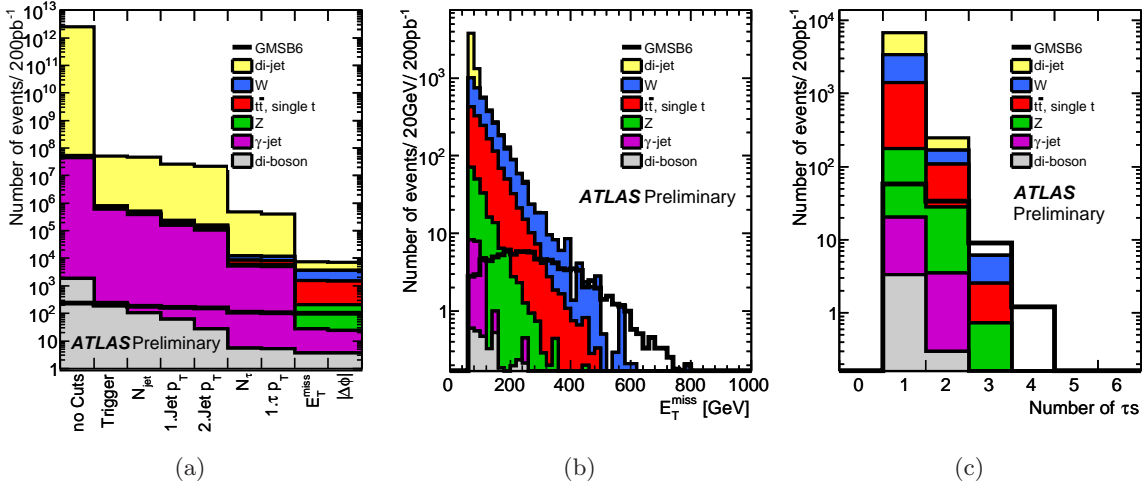 Number of events/ 200pb⁻¹
10¹³
10¹²
10¹¹
10¹⁰
10⁹
10⁸
10⁷
10⁶
10⁵
10⁴
10³
10²
10
1
GMSB6
di-jet
W
tt̄, single t
Z
γ-jet
di-boson
ATLAS Preliminary
no Cuts
Trigger
N_jet
1.Jet p_T
2.Jet p_T
N_τ
1.τ p_T
E_T^miss
|Δϕ|
(a)
Number of events/ 20GeV/ 200pb⁻¹
10³
10²
10
1
GMSB6
di-jet
W
tt̄, single t
Z
γ-jet
di-boson
ATLAS Preliminary
0 200 400 600 800 1000
E_T^miss [GeV]
(b)
Number of events/ 200pb⁻¹
10⁴
10³
10²
10
1
GMSB6
di-jet
W
tt̄, single t
Z
γ-jet
di-boson
ATLAS
Preliminary
0 1 2 3 4 5 6
Number of τs
(c)